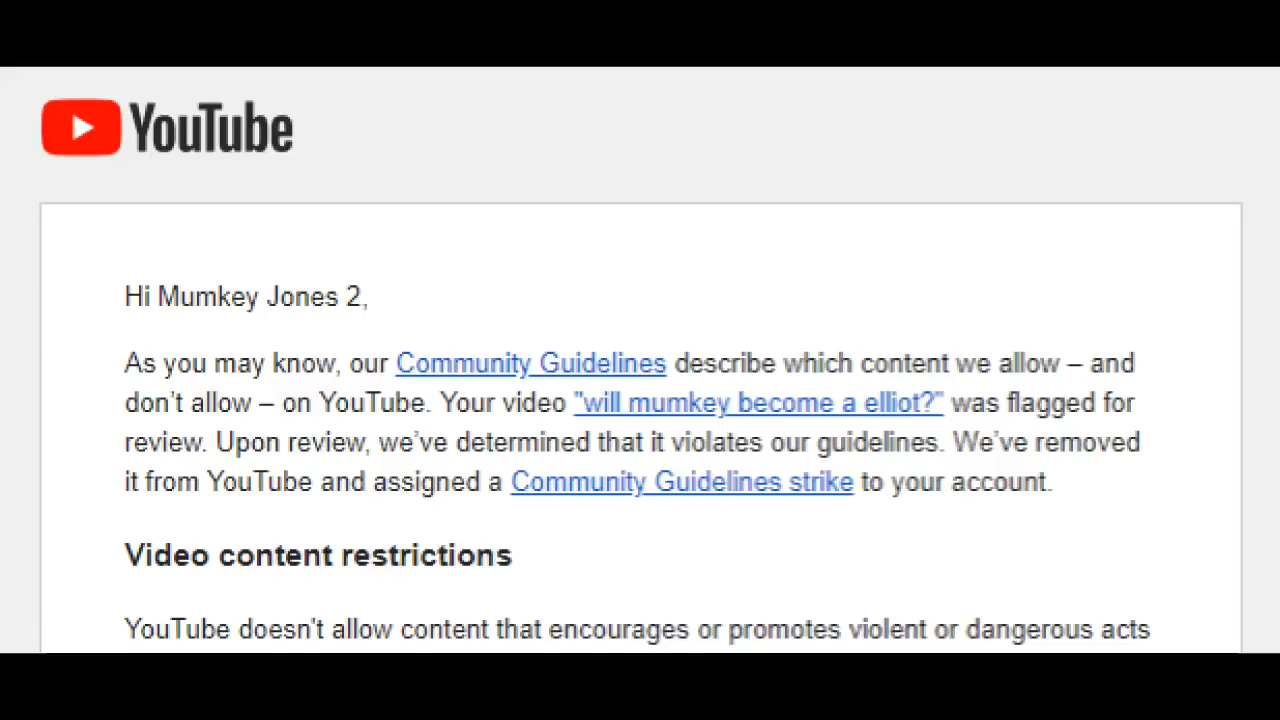 YouTube
Hi Mumkey Jones 2,
As you may know, our Community Guidelines describe which content we allow – and
don't allow – on YouTube. Your video "will mumkey become a elliot?" was flagged for
review. Upon review, we've determined that it violates our guidelines. We've removed
it from YouTube and assigned a Community Guidelines strike to your account.
Video content restrictions
YouTube doesn't allow content that encourages or promotes violent or dangerous acts